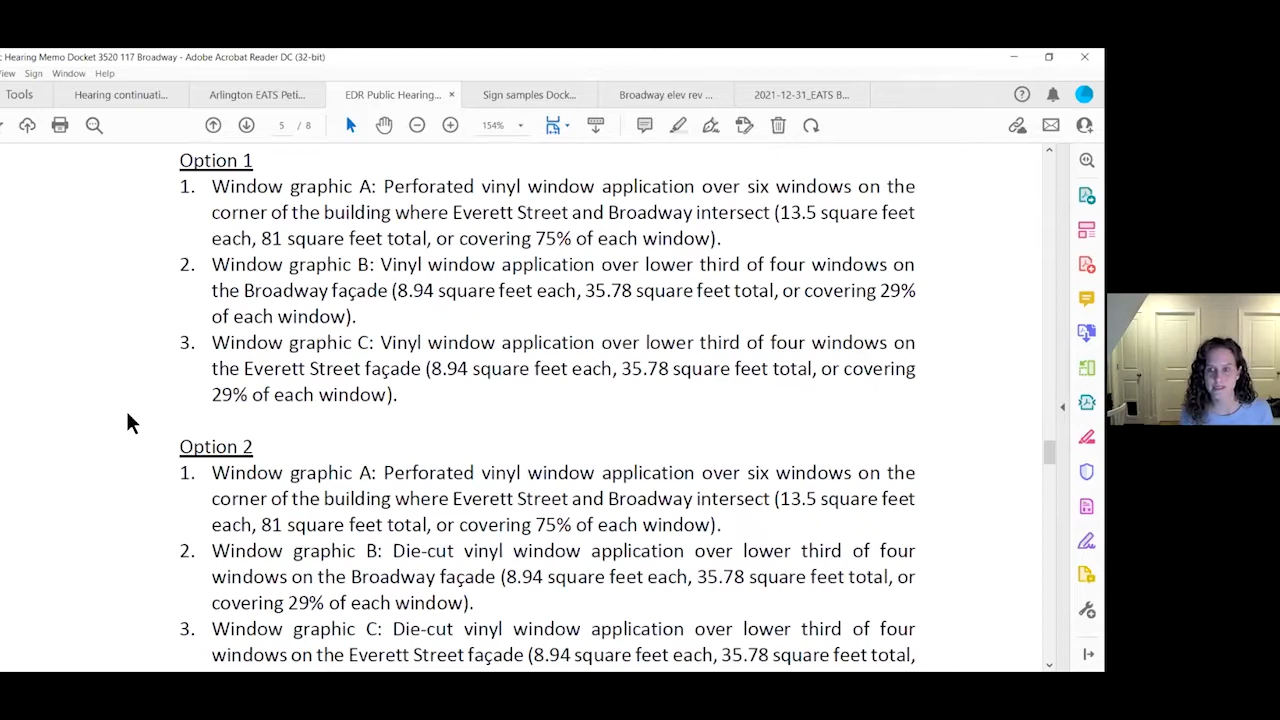 c Hearing Memo Docket 3520 117 Broadway - Adobe Acrobat Reader DC (32-bit)
View Sign Window Help
Tools Hearing continuati... Arlington EATS Peti... EDR Public Hearing... × Sign samples Dock... Broadway elev rev ... 2021-12-31_EATS B...
5 / 8 154%
Option 1
1. Window graphic A: Perforated vinyl window application over six windows on the
corner of the building where Everett Street and Broadway intersect (13.5 square feet
each, 81 square feet total, or covering 75% of each window).
2. Window graphic B: Vinyl window application over lower third of four windows on
the Broadway façade (8.94 square feet each, 35.78 square feet total, or covering 29%
of each window).
3. Window graphic C: Vinyl window application over lower third of four windows on
the Everett Street façade (8.94 square feet each, 35.78 square feet total, or covering
29% of each window).
Option 2
1. Window graphic A: Perforated vinyl window application over six windows on the
corner of the building where Everett Street and Broadway intersect (13.5 square feet
each, 81 square feet total, or covering 75% of each window).
2. Window graphic B: Die-cut vinyl window application over lower third of four
windows on the Broadway façade (8.94 square feet each, 35.78 square feet total, or
covering 29% of each window).
3. Window graphic C: Die-cut vinyl window application over lower third of four
windows on the Everett Street façade (8.94 square feet each, 35.78 square feet total,